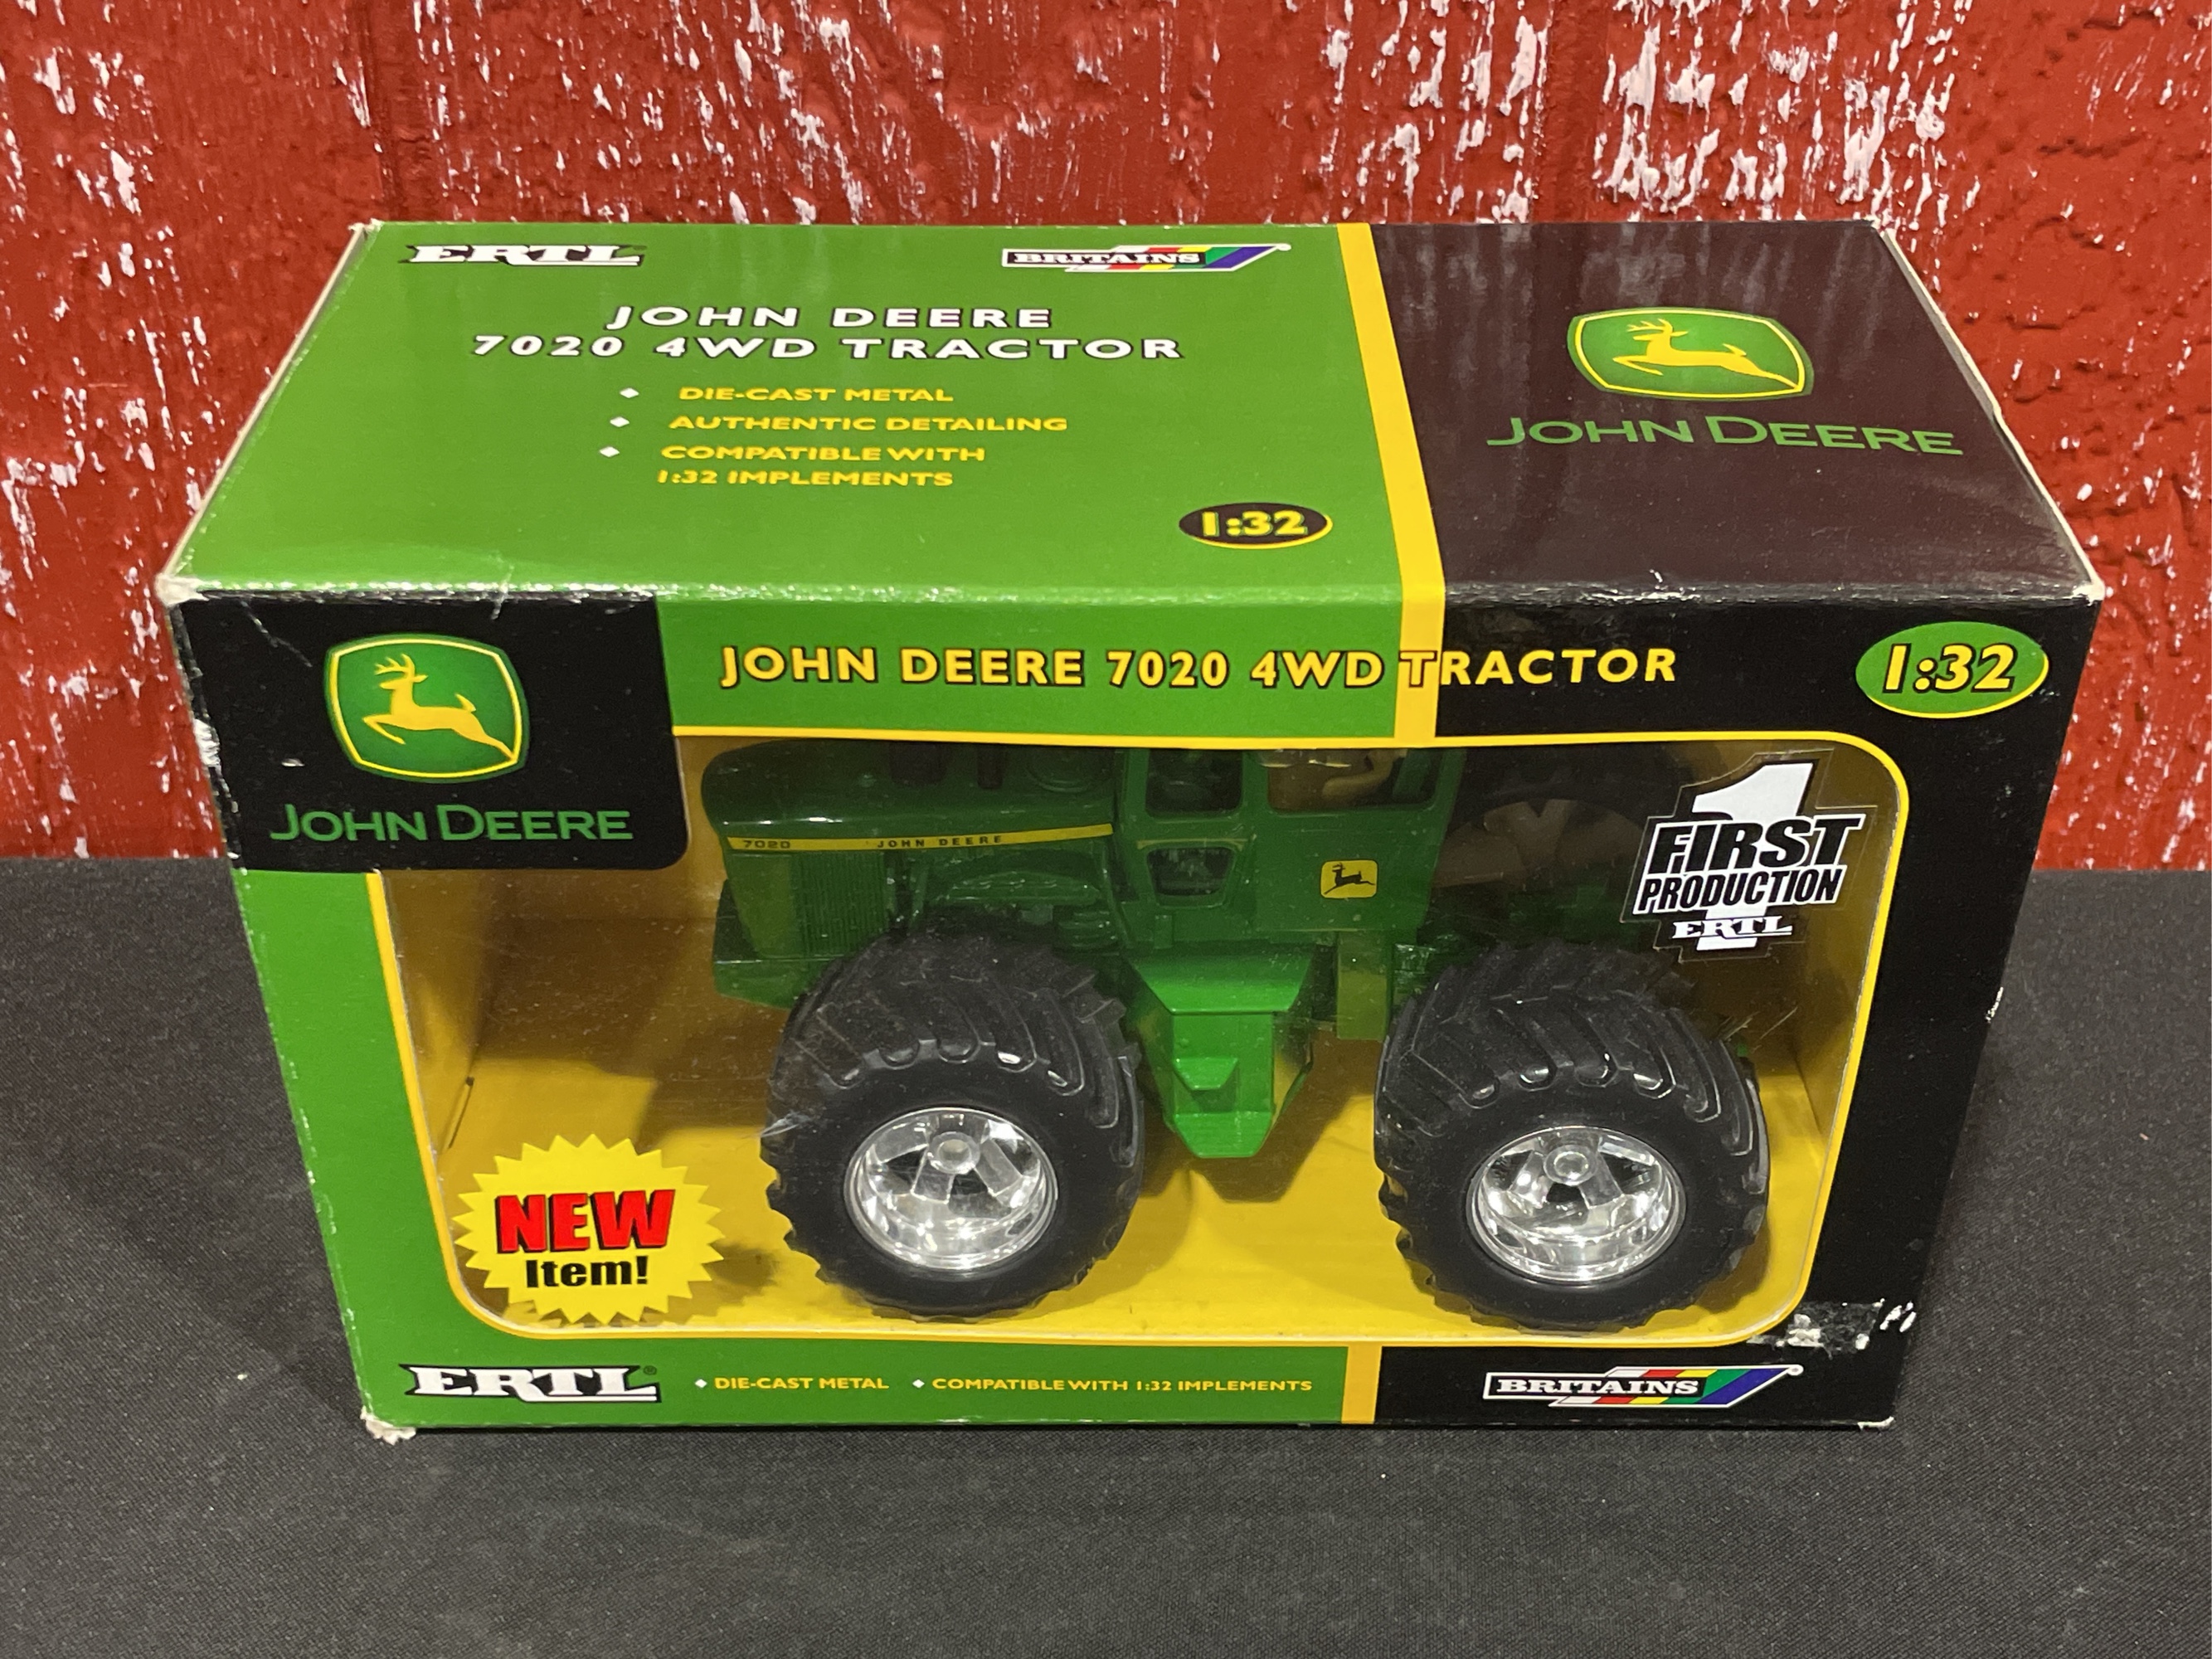 ERTL
BRITAINS
JOHN DEERE
7020 4WD TRACTOR
DIE-CAST METAL
AUTHENTIC DETAILING
COMPATIBLE WITH
1:32 IMPLEMENTS
1:32
JOHN DEERE
JOHN DEERE
JOHN DEERE 7020 4WD TRACTOR
1:32
7020 JOHN DEERE
1
FIRST
PRODUCTION
ERTL
NEW
Item!
ERTL®
DIE-CAST METAL COMPATIBLE WITH 1:32 IMPLEMENTS
BRITAINS